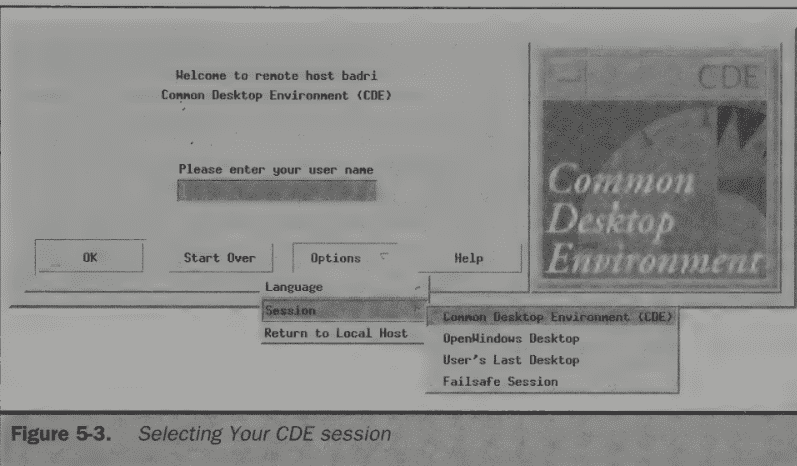 Welcome to remote host badri
Common Desktop Environment (CDE)
CDE
Please enter your user name
Common
Desktop
Environment
OK Start Over Options Help
Language
Session
Return to Local Host
Common Desktop Environment (CDE)
OpenWindows Desktop
User's Last Desktop
Failsafe Session
Figure 5-3. Selecting Your CDE session